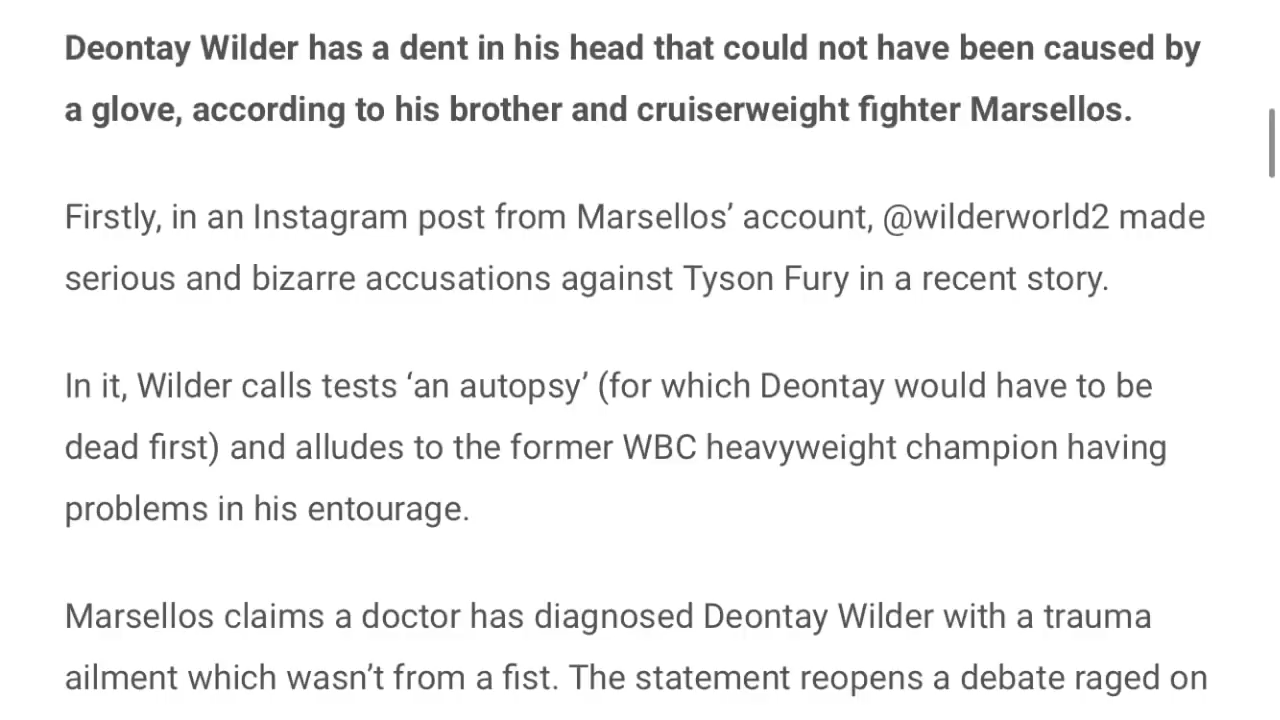 Deontay Wilder has a dent in his head that could not have been caused by
a glove, according to his brother and cruiserweight fighter Marsellos.
Firstly, in an Instagram post from Marsellos’ account, @wilderworld2 made
serious and bizarre accusations against Tyson Fury in a recent story.
In it, Wilder calls tests ‘an autopsy’ (for which Deontay would have to be
dead first) and alludes to the former WBC heavyweight champion having
problems in his entourage.
Marsellos claims a doctor has diagnosed Deontay Wilder with a trauma
ailment which wasn’t from a fist. The statement reopens a debate raged on